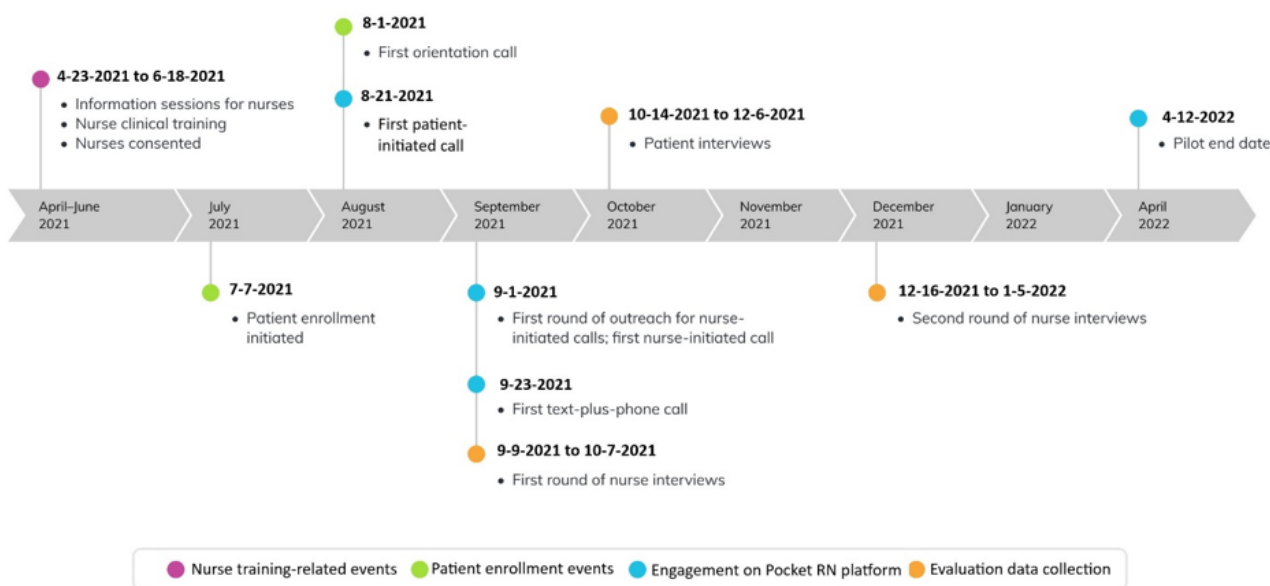 8-1-2021
• First orientation call
4-23-2021 to 6-18-2021
• Information sessions for nurses
• Nurse clinical training
• Nurses consented
8-21-2021
• First patient-
initiated call
10-14-2021 to 12-6-2021
• Patient interviews
4-12-2022
• Pilot end date
April–June
2021
July
2021
August
2021
September
2021
October
2021
November
2021
December
2021
January
2022
April
2022
7-7-2021
• Patient enrollment
initiated
9-1-2021
• First round of outreach for nurse-
initiated calls; first nurse-initiated call
9-23-2021
• First text-plus-phone call
9-9-2021 to 10-7-2021
• First round of nurse interviews
12-16-2021 to 1-5-2022
• Second round of nurse interviews
Nurse training-related events
Patient enrollment events
Engagement on Pocket RN platform
Evaluation data collection